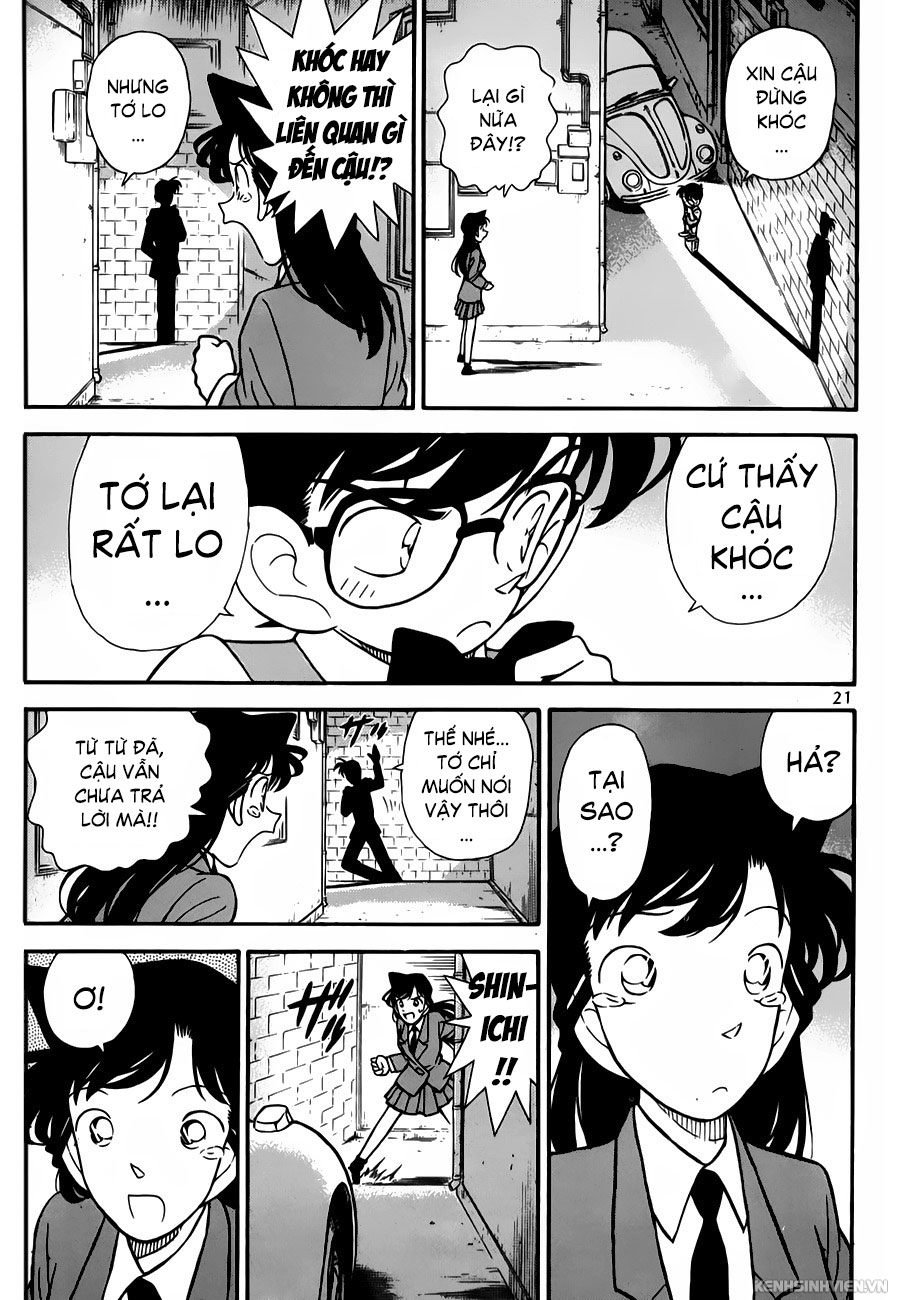 XIN CẬU
ĐỪNG
KHÓC
...
LẠI GÌ
NỮA
ĐÂY!?
KHÓC HAY
KHÔNG THÌ
LIÊN QUAN GÌ
ĐẾN CẬU!?
NHƯNG
TỚ LO
...
CỨ THẤY
CẬU
KHÓC
...
TỚ LẠI
RẤT LO
...
21
HẢ?
TẠI
SAO
...?
THẾ NHÉ...
TỚ CHỈ
MUỐN NÓI
VẬY THÔI
...
ザッ
TỪ TỪ ĐÃ,
CẬU VẪN
CHƯA TRẢ
LỜI MÀ!!
SHIN-
ICHI
!!
Ơ!
KENHSINHVIEN.VN